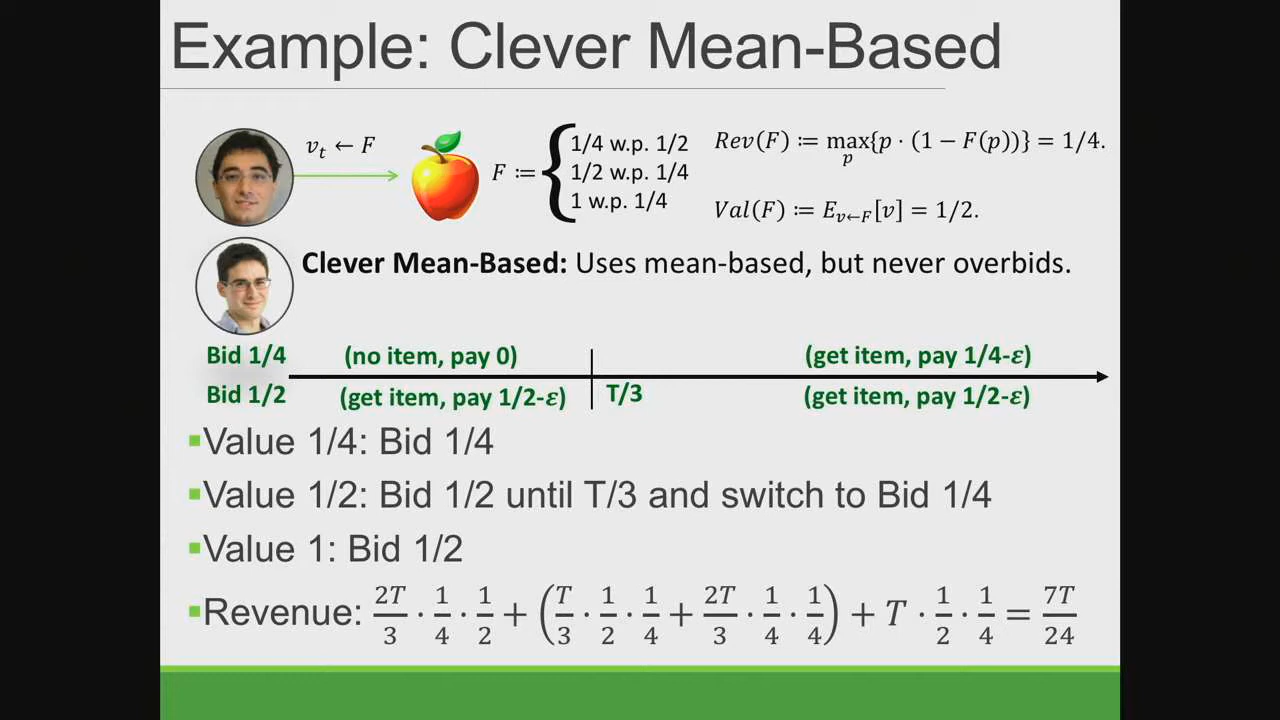 Example: Clever Mean-Based
v_t ← F
F ≔ { 1/4 w.p. 1/2
1/2 w.p. 1/4
1 w.p. 1/4
Rev(F) ≔ max_p{p · (1 − F(p))} = 1/4.
Val(F) ≔ E_{v←F}[v] = 1/2.
Clever Mean-Based: Uses mean-based, but never overbids.
Bid 1/4 (no item, pay 0) (get item, pay 1/4-ε)
Bid 1/2 (get item, pay 1/2-ε) T/3 (get item, pay 1/2-ε)
▪Value 1/4: Bid 1/4
▪Value 1/2: Bid 1/2 until T/3 and switch to Bid 1/4
▪Value 1: Bid 1/2
▪Revenue: 2T/3 · 1/4 · 1/2 + (T/3 · 1/2 · 1/4 + 2T/3 · 1/4 · 1/4) + T · 1/2 · 1/4 = 7T/24